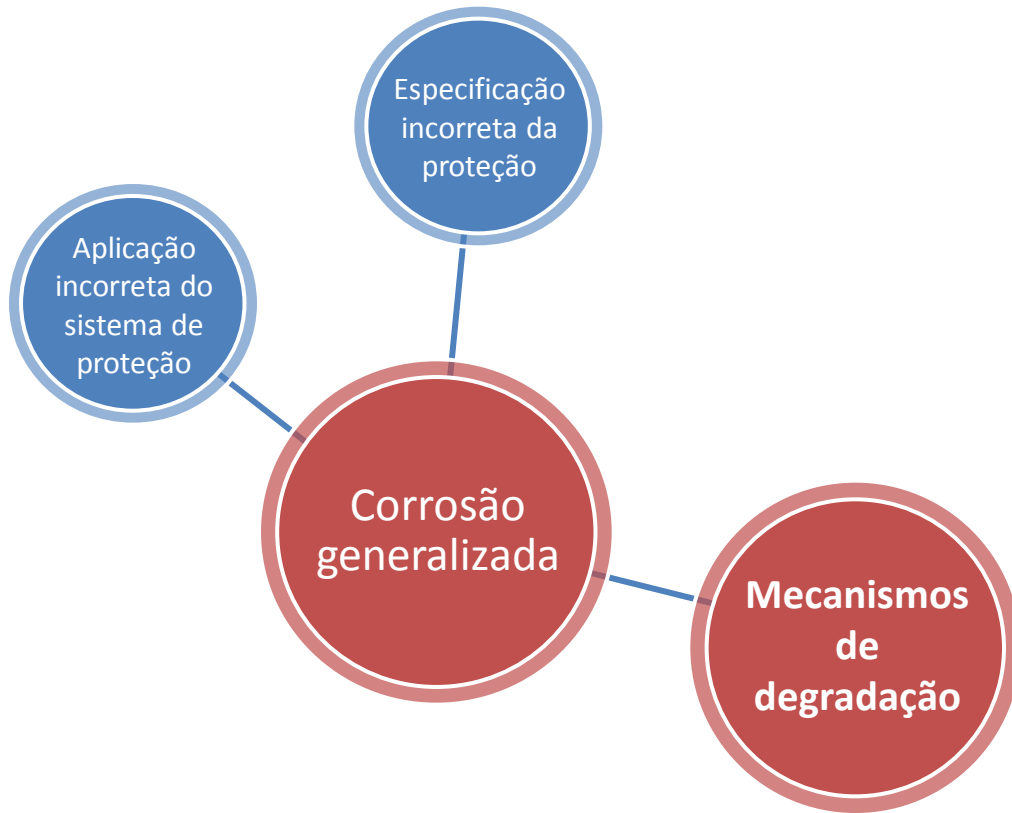 Especificação
incorreta da
proteção
Aplicação
incorreta do
sistema de
proteção
Corrosão
generalizada
Mecanismos
de
degradação